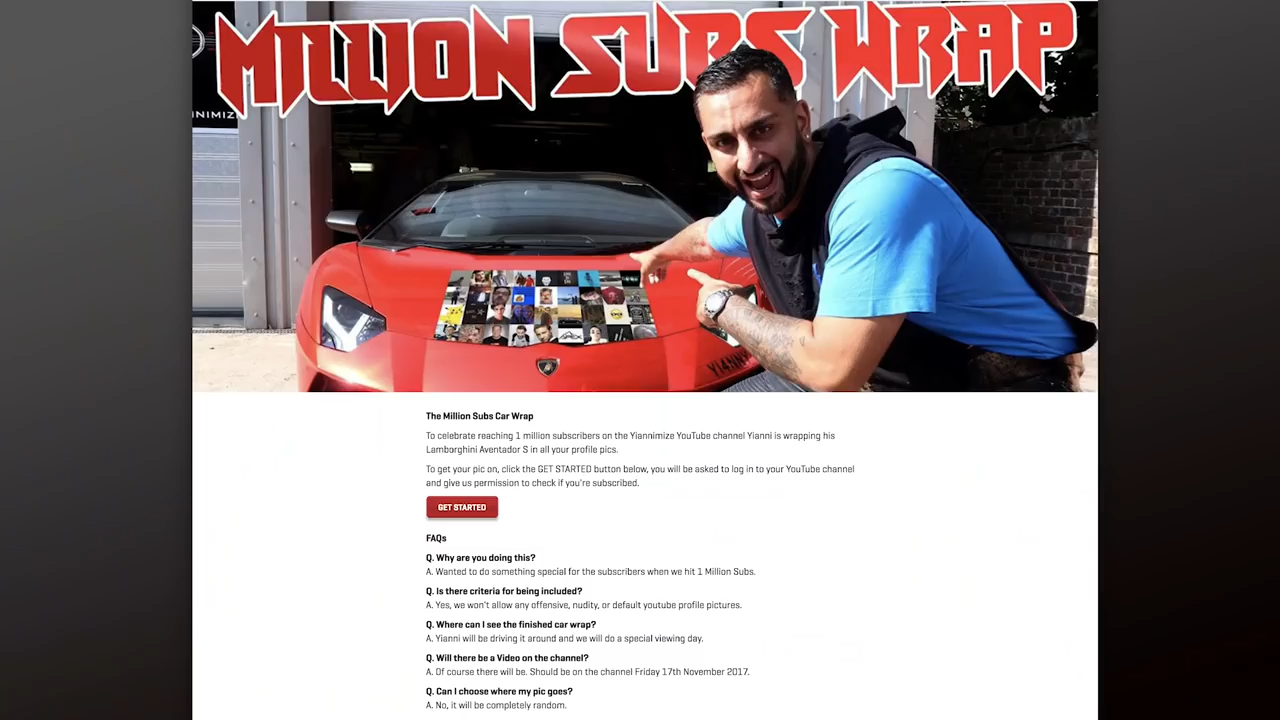 MILLION SUBS WRAP
The Million Subs Car Wrap
To celebrate reaching 1 million subscribers on the Yiannimize YouTube channel Yianni is wrapping his
Lamborghini Aventador S in all your profile pics.
To get your pic on, click the GET STARTED button below, you will be asked to log in to your YouTube channel
and give us permission to check if you're subscribed.
GET STARTED
FAQs
Q. Why are you doing this?
A. Wanted to do something special for the subscribers when we hit 1 Million Subs.
Q. Is there criteria for being included?
A. Yes, we won't allow any offensive, nudity, or default youtube profile pictures.
Q. Where can I see the finished car wrap?
A. Yianni will be driving it around and we will do a special viewing day.
Q. Will there be a Video on the channel?
A. Of course there will be. Should be on the channel Friday 17th November 2017.
Q. Can I choose where my pic goes?
A. No, it will be completely random.